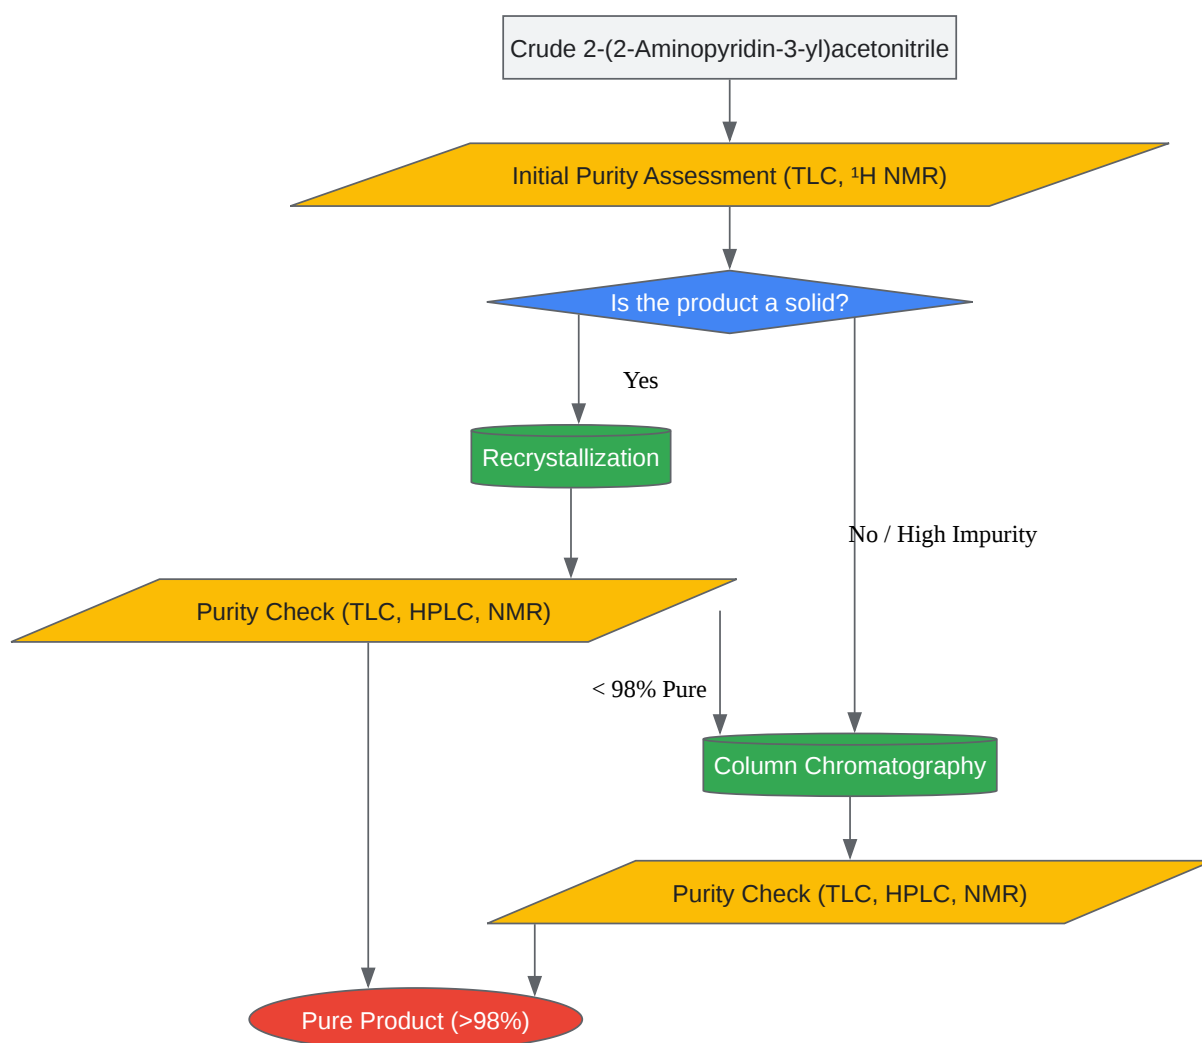 Crude 2-(2-Aminopyridin-3-yl)acetonitrile
Initial Purity Assessment (TLC, ¹H NMR)
Is the product a solid?
Yes
Recrystallization
No / High Impurity
Purity Check (TLC, HPLC, NMR)
< 98% Pure
Column Chromatography
Purity Check (TLC, HPLC, NMR)
Pure Product (>98%)